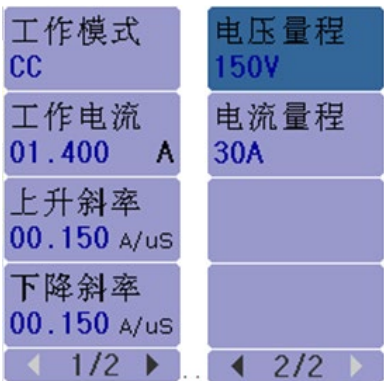 工作模式
CC
工作电流
01.400 A
上升斜率
00.150 A/uS
下降斜率
00.150 A/uS
1/2
..
电压量程
150V
电流量程
30A
2/2